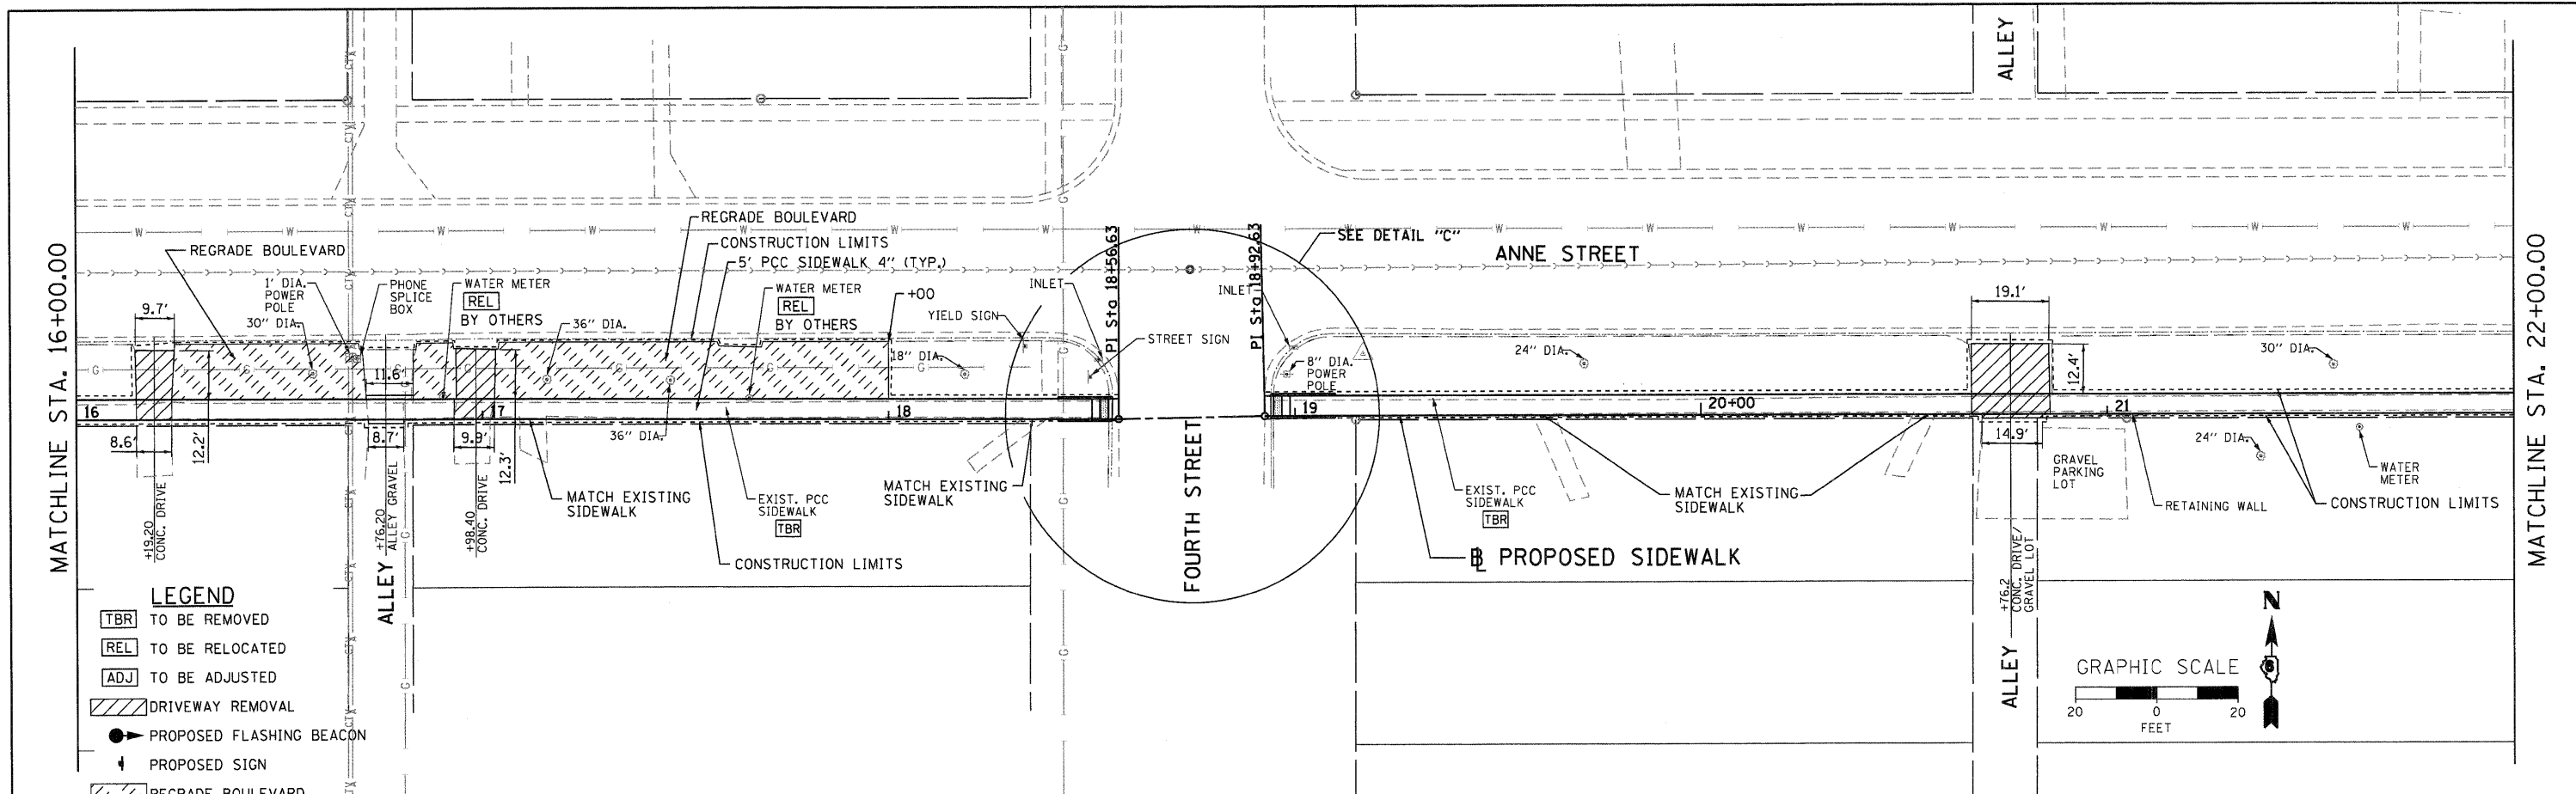 ALLEY
MATCHLINE STA. 16+00.00
MATCHLINE STA. 22+00.00
REGRADE BOULEVARD
CONSTRUCTION LIMITS
5' PCC SIDEWALK 4" (TYP.)
REGRADE BOULEVARD
1' DIA.
POWER
POLE
30" DIA.
PHONE
SPLICE
BOX
WATER METER
REL
BY OTHERS
36" DIA.
WATER METER
REL
BY OTHERS
+00
YIELD SIGN
INLET
18" DIA.
PI Sta 18+56.63
PI Sta 18+92.63
STREET SIGN
INLET
SEE DETAIL "C"
ANNE STREET
8" DIA.
POWER
POLE
24" DIA.
19.1'
12.4'
30" DIA.
9.7'
11.6'
16
17
18
19
20+00
21
8.6'
12.2'
8.7'
9.9'
12.3'
36" DIA.
14.9'
24" DIA.
+19.20
CONC. DRIVE
+76.20
ALLEY GRAVEL
+98.40
CONC. DRIVE
MATCH EXISTING
SIDEWALK
EXIST. PCC
SIDEWALK
TBR
MATCH EXISTING
SIDEWALK
CONSTRUCTION LIMITS
FOURTH STREET
EXIST. PCC
SIDEWALK
TBR
MATCH EXISTING
SIDEWALK
GRAVEL
PARKING
LOT
WATER
METER
RETAINING WALL
CONSTRUCTION LIMITS
BL PROPOSED SIDEWALK
+76.2
CONC. DRIVE/
GRAVEL LOT
ALLEY
ALLEY
LEGEND
TBR TO BE REMOVED
REL TO BE RELOCATED
ADJ TO BE ADJUSTED
DRIVEWAY REMOVAL
PROPOSED FLASHING BEACON
PROPOSED SIGN
REGRADE BOULEVARD
N
GRAPHIC SCALE
20 0 20
FEET
W W W W W W W W W W W W W W
G G G G G G